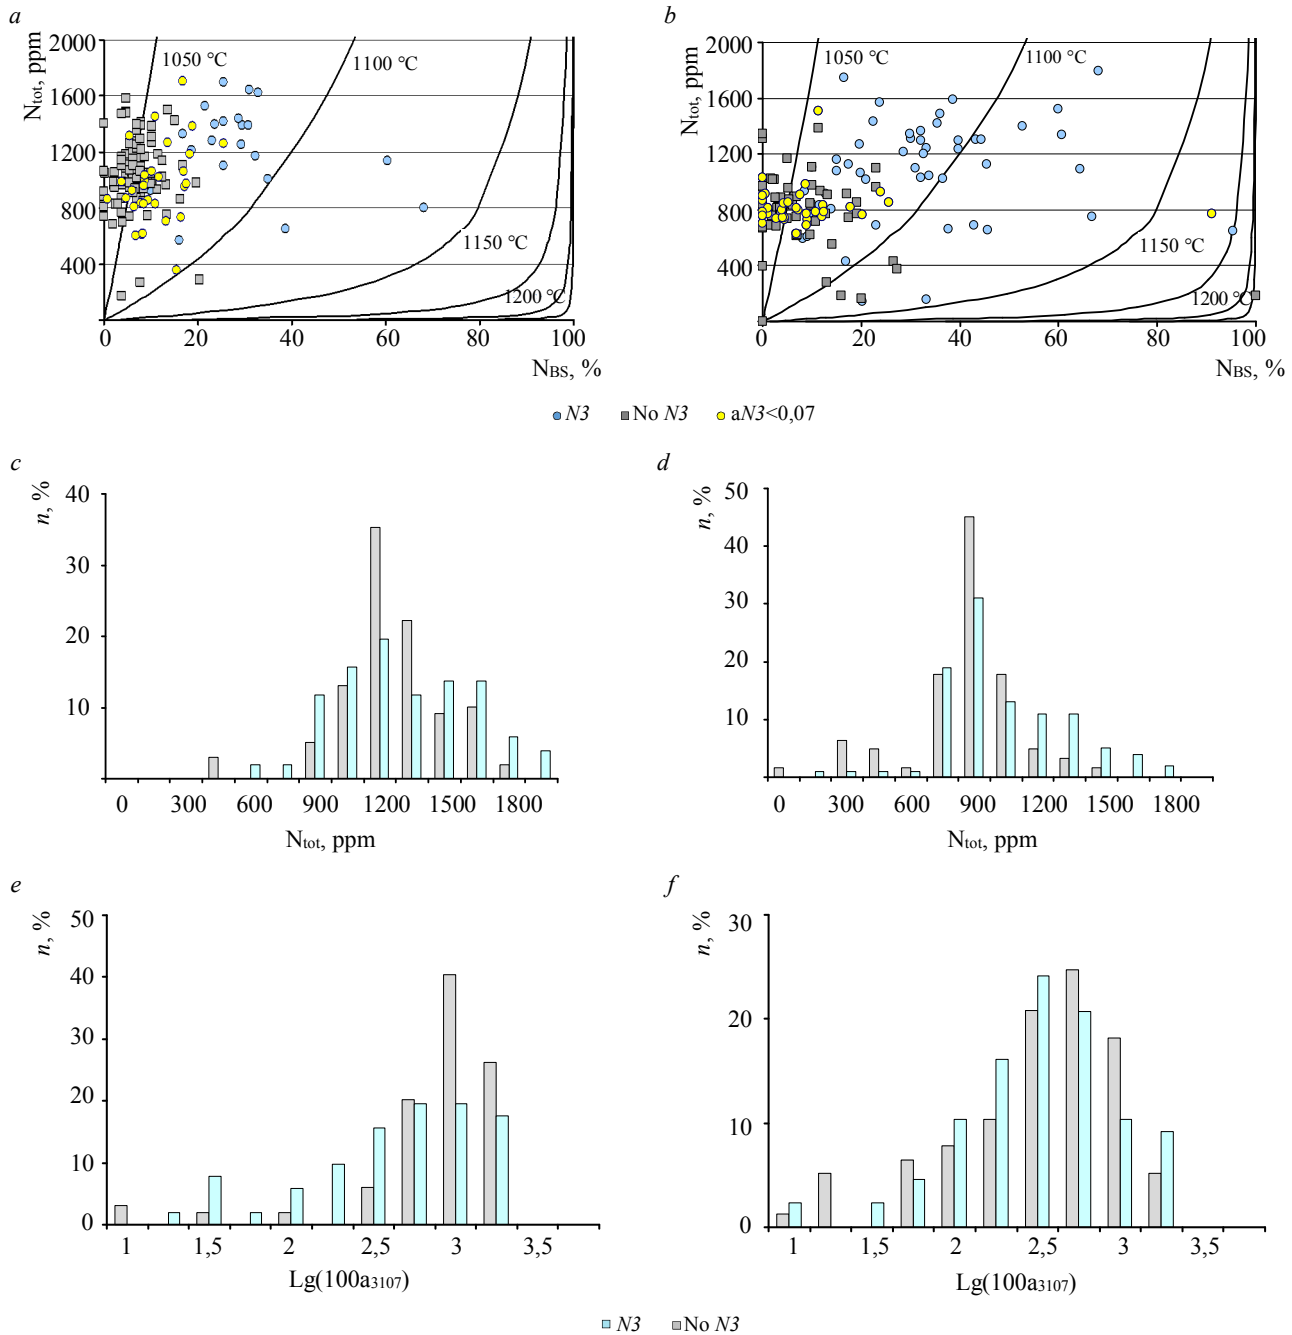 a
b
Ntot, ppm
2000
1600
1200
800
400
1050 °C
1100 °C
1150 °C
1200 °C
0
20
40
60
80
100
NBS, %
Ntot, ppm
2000
1600
1200
800
400
1050 °C
1100 °C
1150 °C
1200 °C
0
20
40
60
80
100
NBS, %
N3 No N3 aN3<0,07
c
n, %
40
30
20
10
0 300 600 900 1200 1500 1800
Ntot, ppm
d
n, %
50
40
30
20
10
0 300 600 900 1200 1500 1800
Ntot, ppm
e
n, %
50
40
30
20
10
0
1 1,5 2 2,5 3 3,5
Lg(100a3107)
f
n, %
30
20
10
0
1 1,5 2 2,5 3 3,5
Lg(100a3107)
N3 No N3